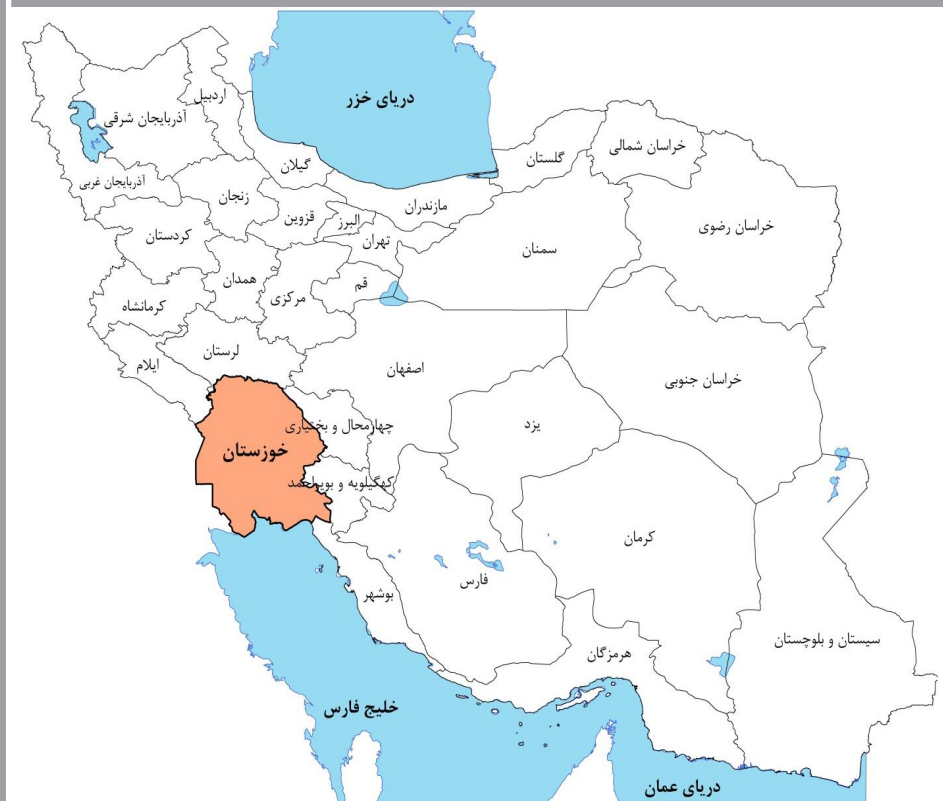 دریای خزر
اردبیل
آذربایجان شرقی
گیلان
گلستان
خراسان شمالی
آذربایجان غربی
زنجان
قزوین
البرز
مازندران
تهران
کردستان
سمنان
خراسان رضوی
همدان
مرکزی
قم
کرمانشاه
ایلام
لرستان
اصفهان
خراسان جنوبی
چهارمحال و بختیاری
یزد
خوزستان
کهگیلویه و بویراحمد
کرمان
فارس
بوشهر
سیستان و بلوچستان
هرمزگان
خلیج فارس
دریای عمان